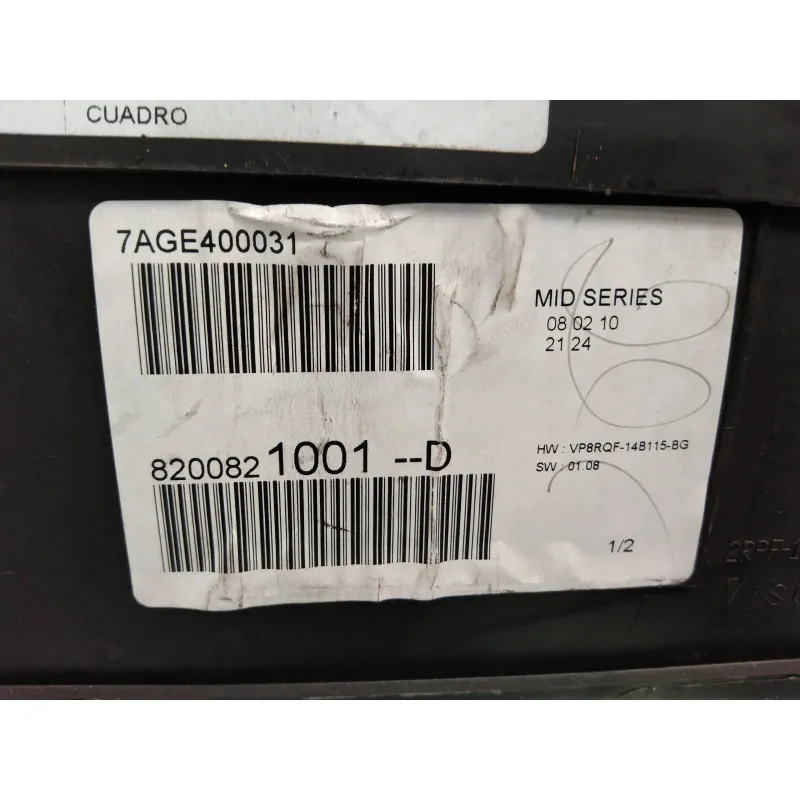 CUADRO
7AGE400031
MID SERIES
08 02 10
21 24
8200821001 --D
HW : VP8RQF-14B115-BG
SW : 01.08
1/2